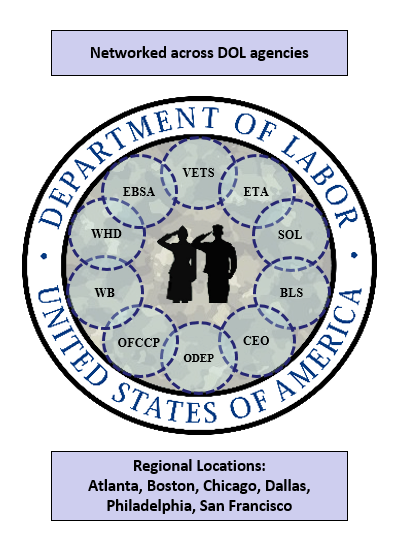 Networked across DOL agencies
DEPARTMENT OF LABOR
VETS
EBSA
ETA
WHD
SOL
WB
BLS
OFCCP
CEO
ODEP
UNITED STATES OF AMERICA
Regional Locations:
Atlanta, Boston, Chicago, Dallas,
Philadelphia, San Francisco